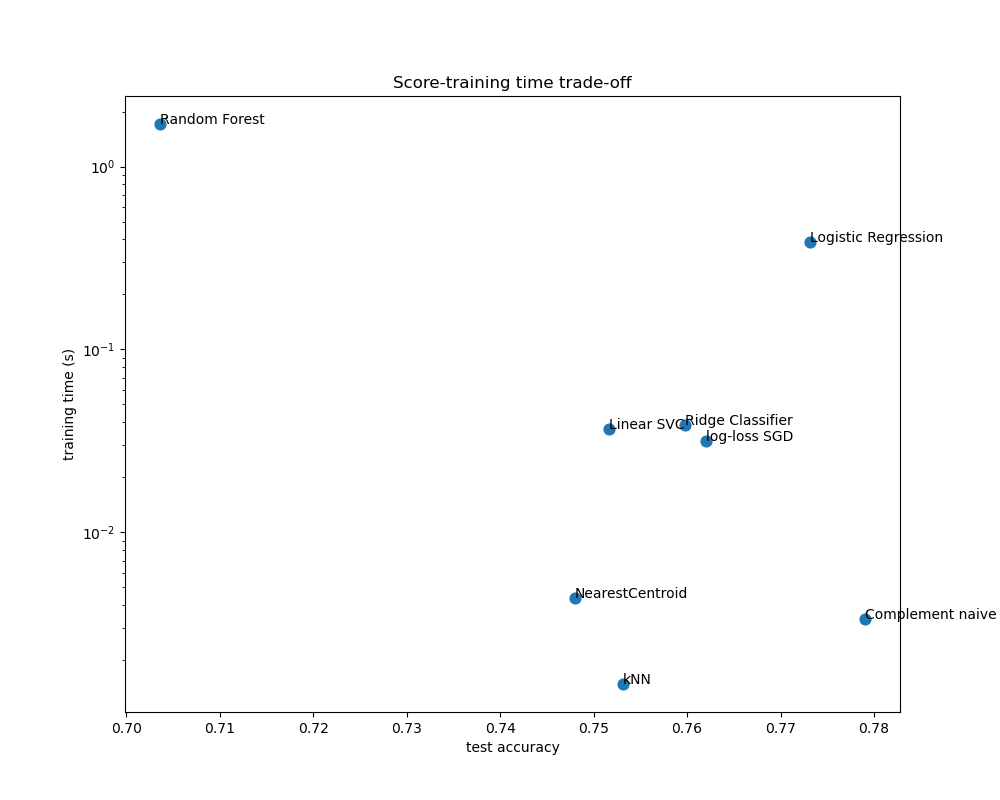 Score-training time trade-off
Random Forest
10⁰
Logistic Regression
10⁻¹
training time (s)
Ridge Classifier
Linear SVC
log-loss SGD
10⁻²
NearestCentroid
Complement naive
kNN
0.70 0.71 0.72 0.73 0.74 0.75 0.76 0.77 0.78
test accuracy